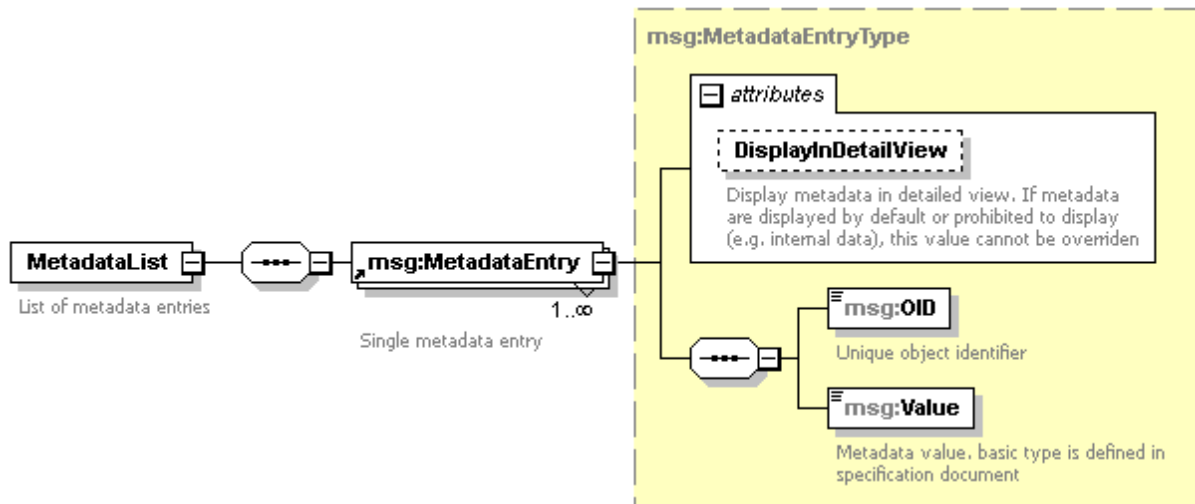 msg:MetadataEntryType
attributes
DisplayInDetailView
Display metadata in detailed view. If metadata
are displayed by default or prohibited to display
(e.g. internal data), this value cannot be overriden
MetadataList
List of metadata entries
msg:MetadataEntry
1..∞
Single metadata entry
msg:OID
Unique object identifier
msg:Value
Metadata value. basic type is defined in
specification document